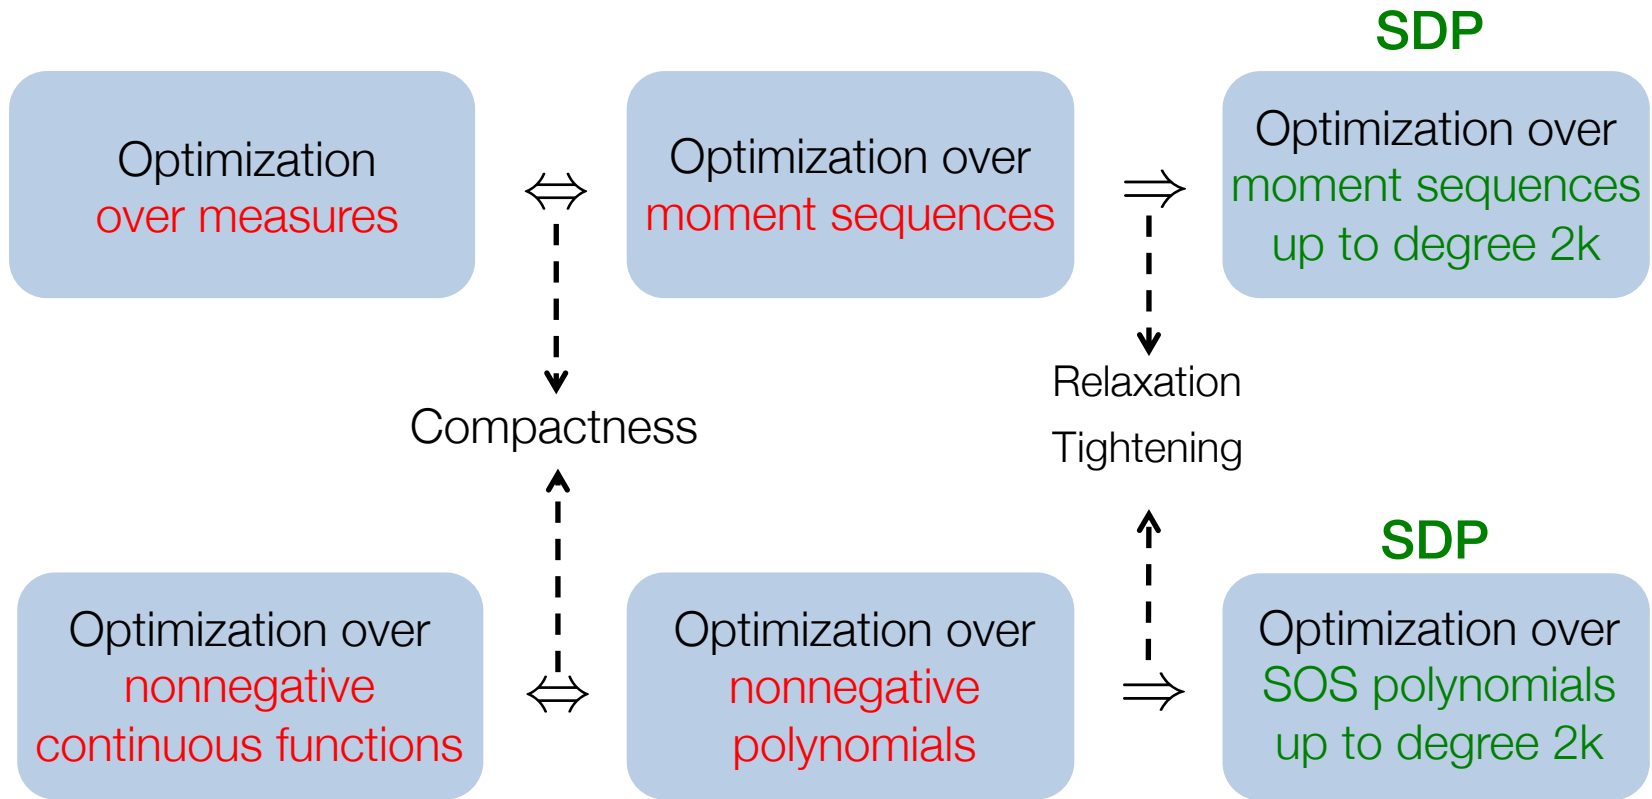 SDP
Optimization
over measures
Optimization over
moment sequences
Optimization over
moment sequences
up to degree 2k
Compactness
Relaxation
Tightening
SDP
Optimization over
nonnegative
continuous functions
Optimization over
nonnegative
polynomials
Optimization over
SOS polynomials
up to degree 2k